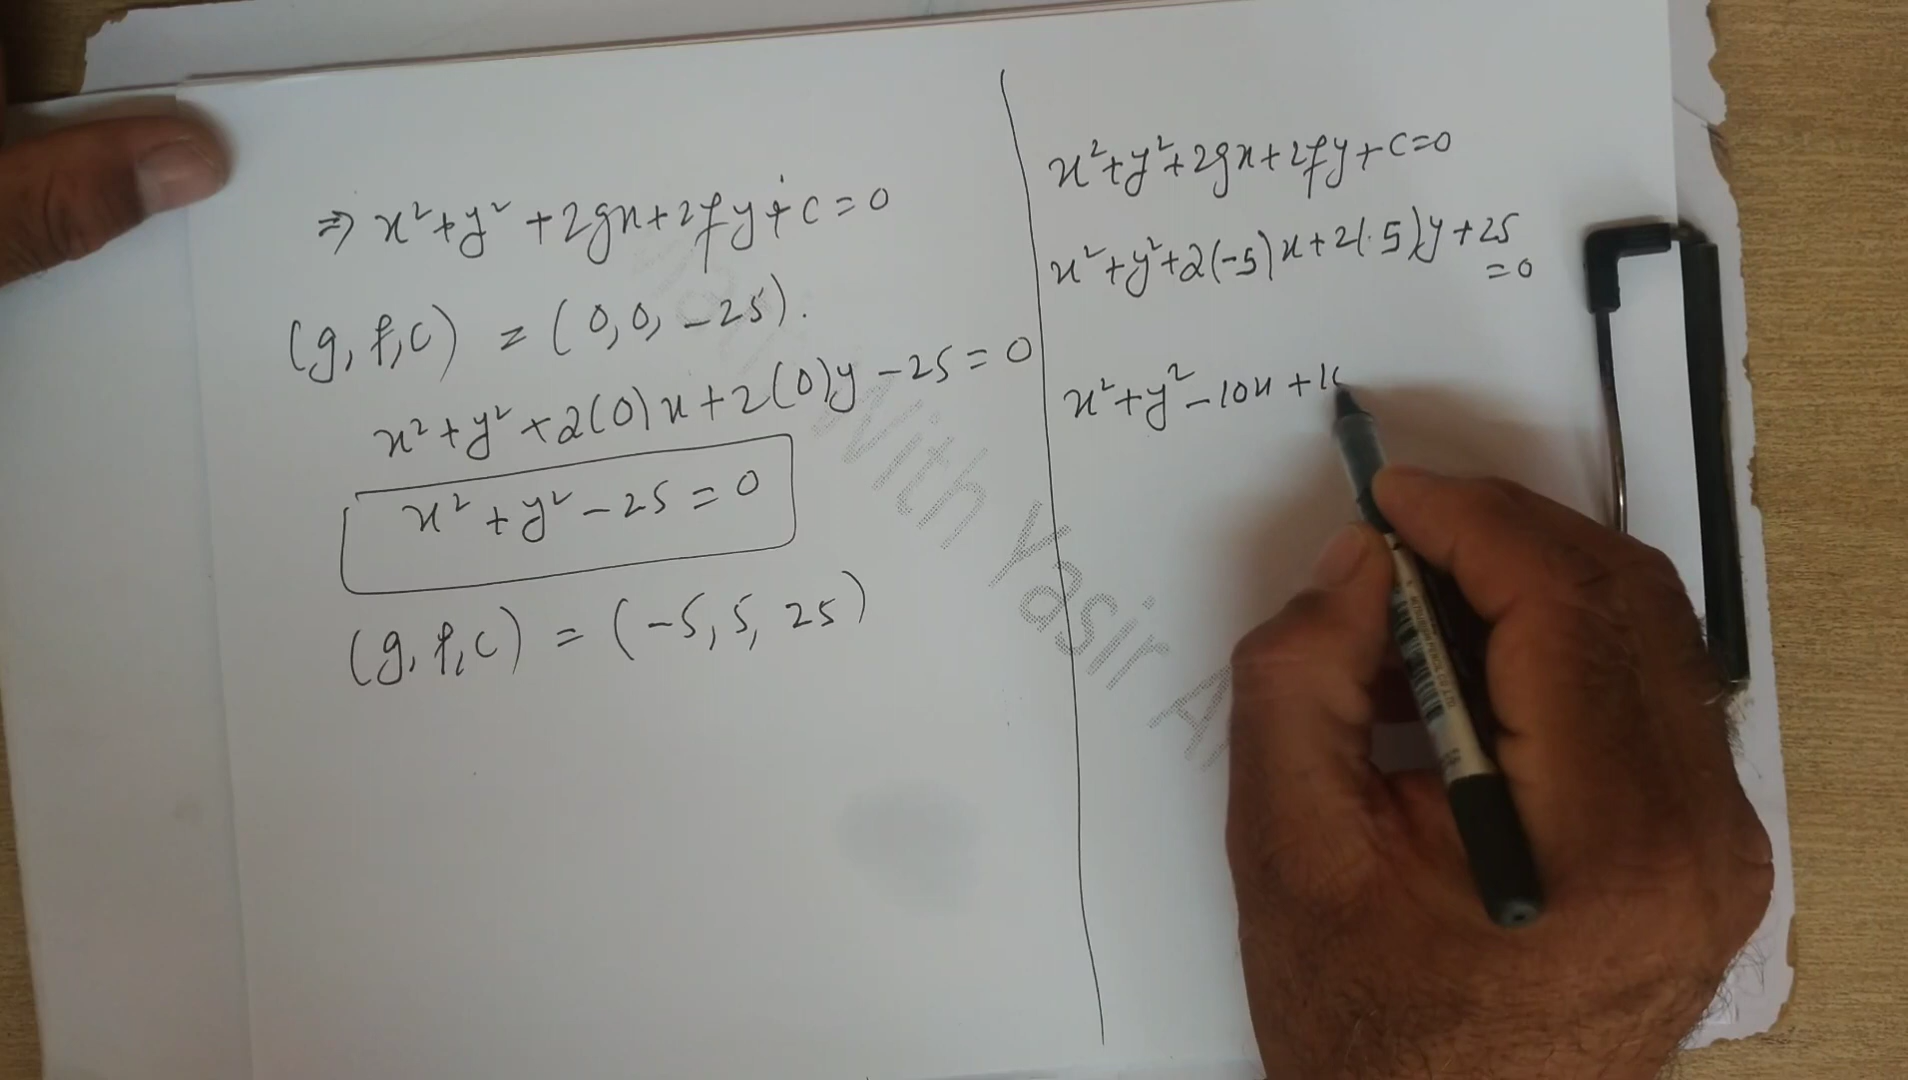 ⇒ x² + y² + 2gx + 2fy + c = 0
(g, f, c) = (0, 0, -25).
x² + y² + 2(0)x + 2(0)y - 25 = 0
x² + y² - 25 = 0
(g, f, c) = (-5, 5, 25)
x² + y² + 2gx + 2fy + c = 0
x² + y² + 2(-5)x + 2(5)y + 25
= 0
x² + y² - 10x + 1
With Yasir